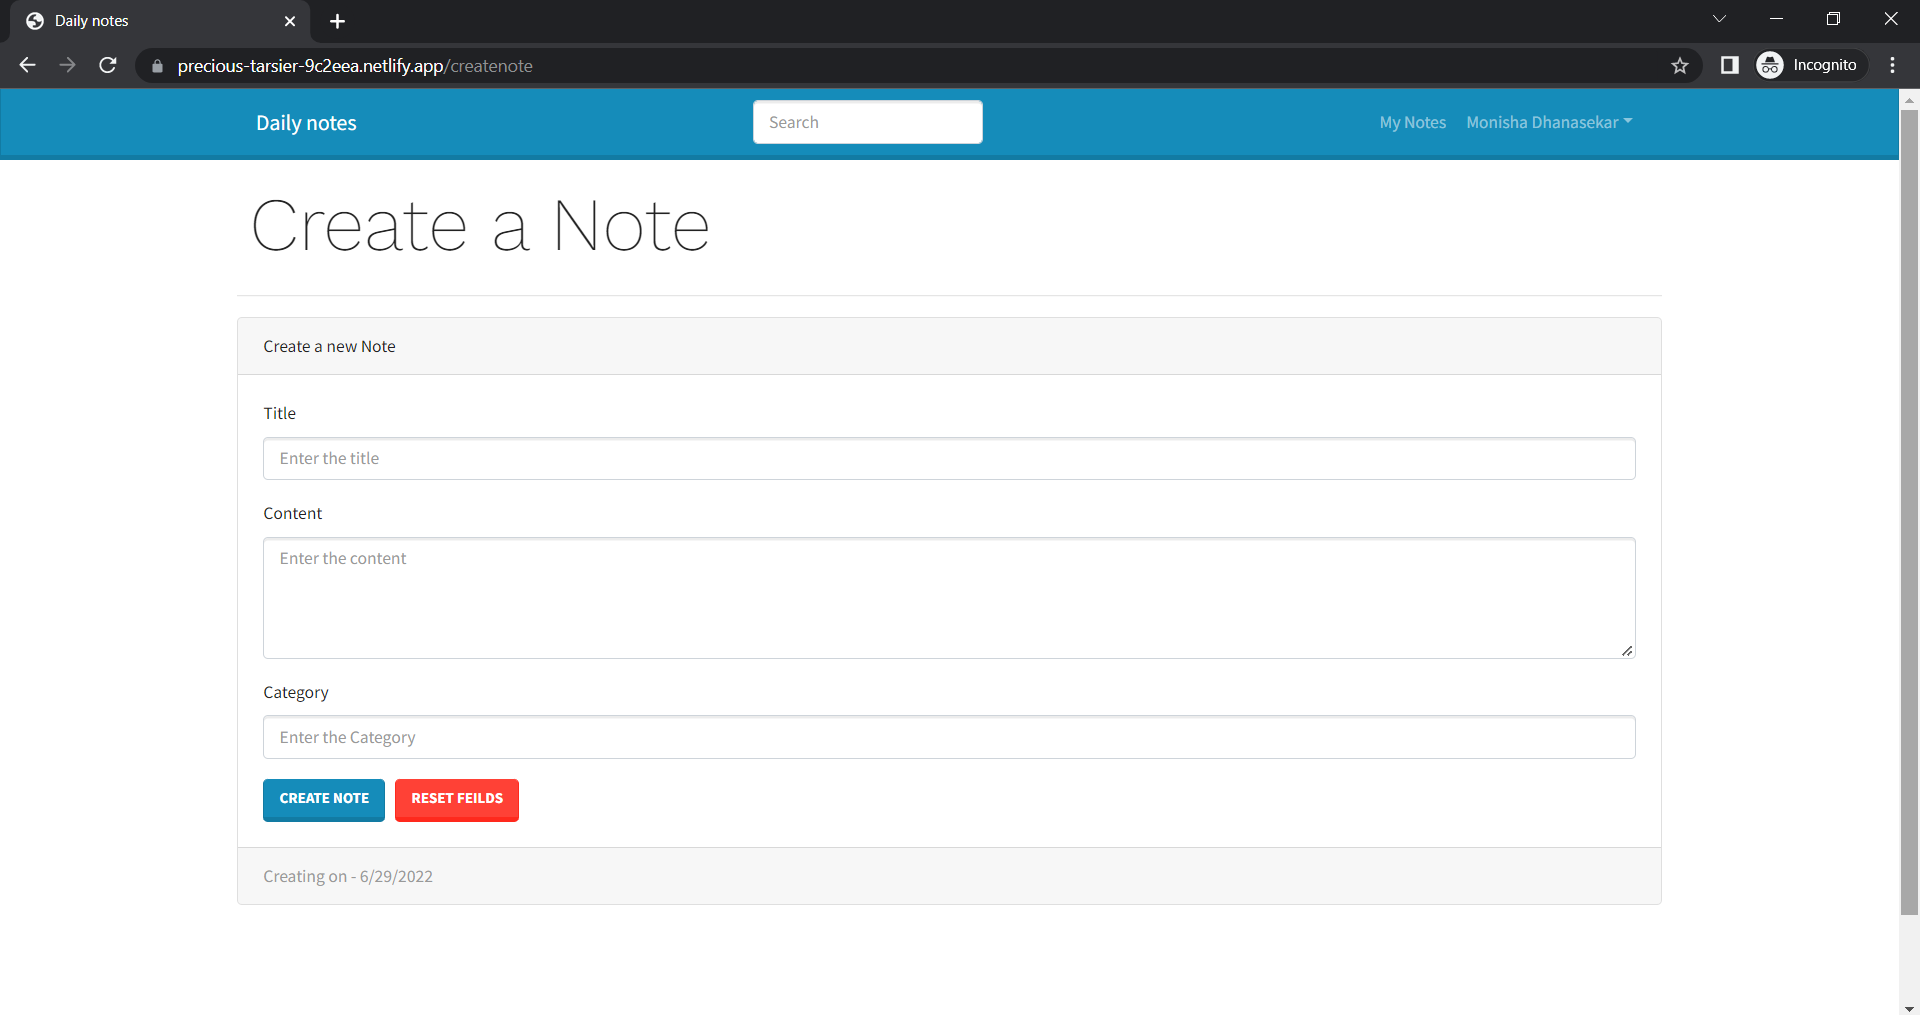 Daily notes
precious-tarsier-9c2eea.netlify.app/createnote
Incognito
Daily notes
Search
My Notes
Monisha Dhanasekar
Create a Note
Create a new Note
Title
Enter the title
Content
Enter the content
Category
Enter the Category
CREATE NOTE
RESET FEILDS
Creating on - 6/29/2022